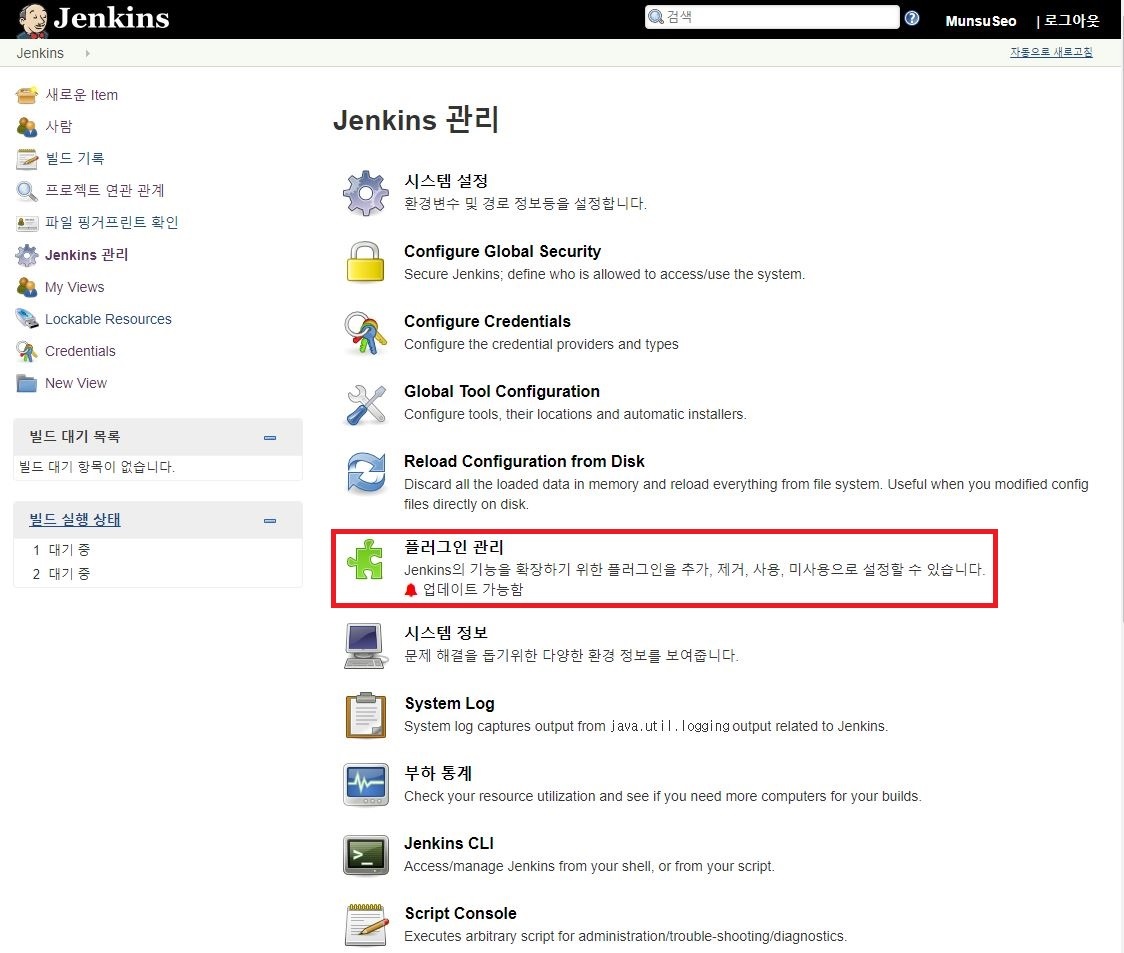 Jenkins
검색
MunsuSeo
| 로그아웃
Jenkins
자동으로 새로고침
새로운 Item
사람
빌드 기록
프로젝트 연관 관계
파일 핑거프린트 확인
Jenkins 관리
My Views
Lockable Resources
Credentials
New View
빌드 대기 목록
빌드 대기 항목이 없습니다.
빌드 실행 상태
1 대기 중
2 대기 중
Jenkins 관리
시스템 설정
환경변수 및 경로 정보등을 설정합니다.
Configure Global Security
Secure Jenkins; define who is allowed to access/use the system.
Configure Credentials
Configure the credential providers and types
Global Tool Configuration
Configure tools, their locations and automatic installers.
Reload Configuration from Disk
Discard all the loaded data in memory and reload everything from file system. Useful when you modified config
files directly on disk.
플러그인 관리
Jenkins의 기능을 확장하기 위한 플러그인을 추가, 제거, 사용, 미사용으로 설정할 수 있습니다.
업데이트 가능함
시스템 정보
문제 해결을 돕기위한 다양한 환경 정보를 보여줍니다.
System Log
System log captures output from java.util.logging output related to Jenkins.
부하 통계
Check your resource utilization and see if you need more computers for your builds.
Jenkins CLI
Access/manage Jenkins from your shell, or from your script.
Script Console
Executes arbitrary script for administration/trouble-shooting/diagnostics.